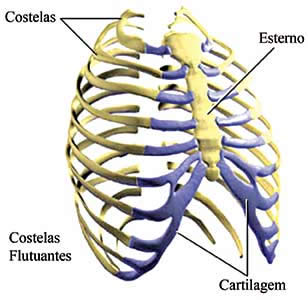 Costelas
Esterno
Costelas
Flutuantes
Cartilagem